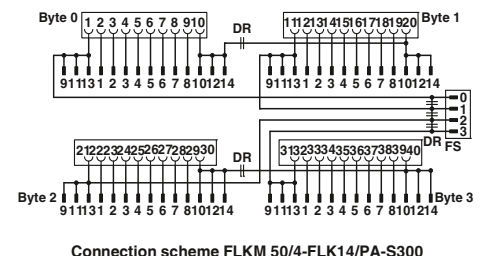 Byte 0 1 2 3 4 5 6 7 8 9 10 DR 11 12 13 14 15 16 17 18 19 20 Byte 1
9 11 13 1 2 3 4 5 6 7 8 10 12 14 9 11 13 1 2 3 4 5 6 7 8 10 12 14
0
1
2
3
DR FS
21 22 23 24 25 26 27 28 29 30 DR 31 32 33 34 35 36 37 38 39 40
Byte 2 9 11 13 1 2 3 4 5 6 7 8 10 12 14 9 11 13 1 2 3 4 5 6 7 8 10 12 14 Byte 3
Connection scheme FLKM 50/4-FLK14/PA-S300